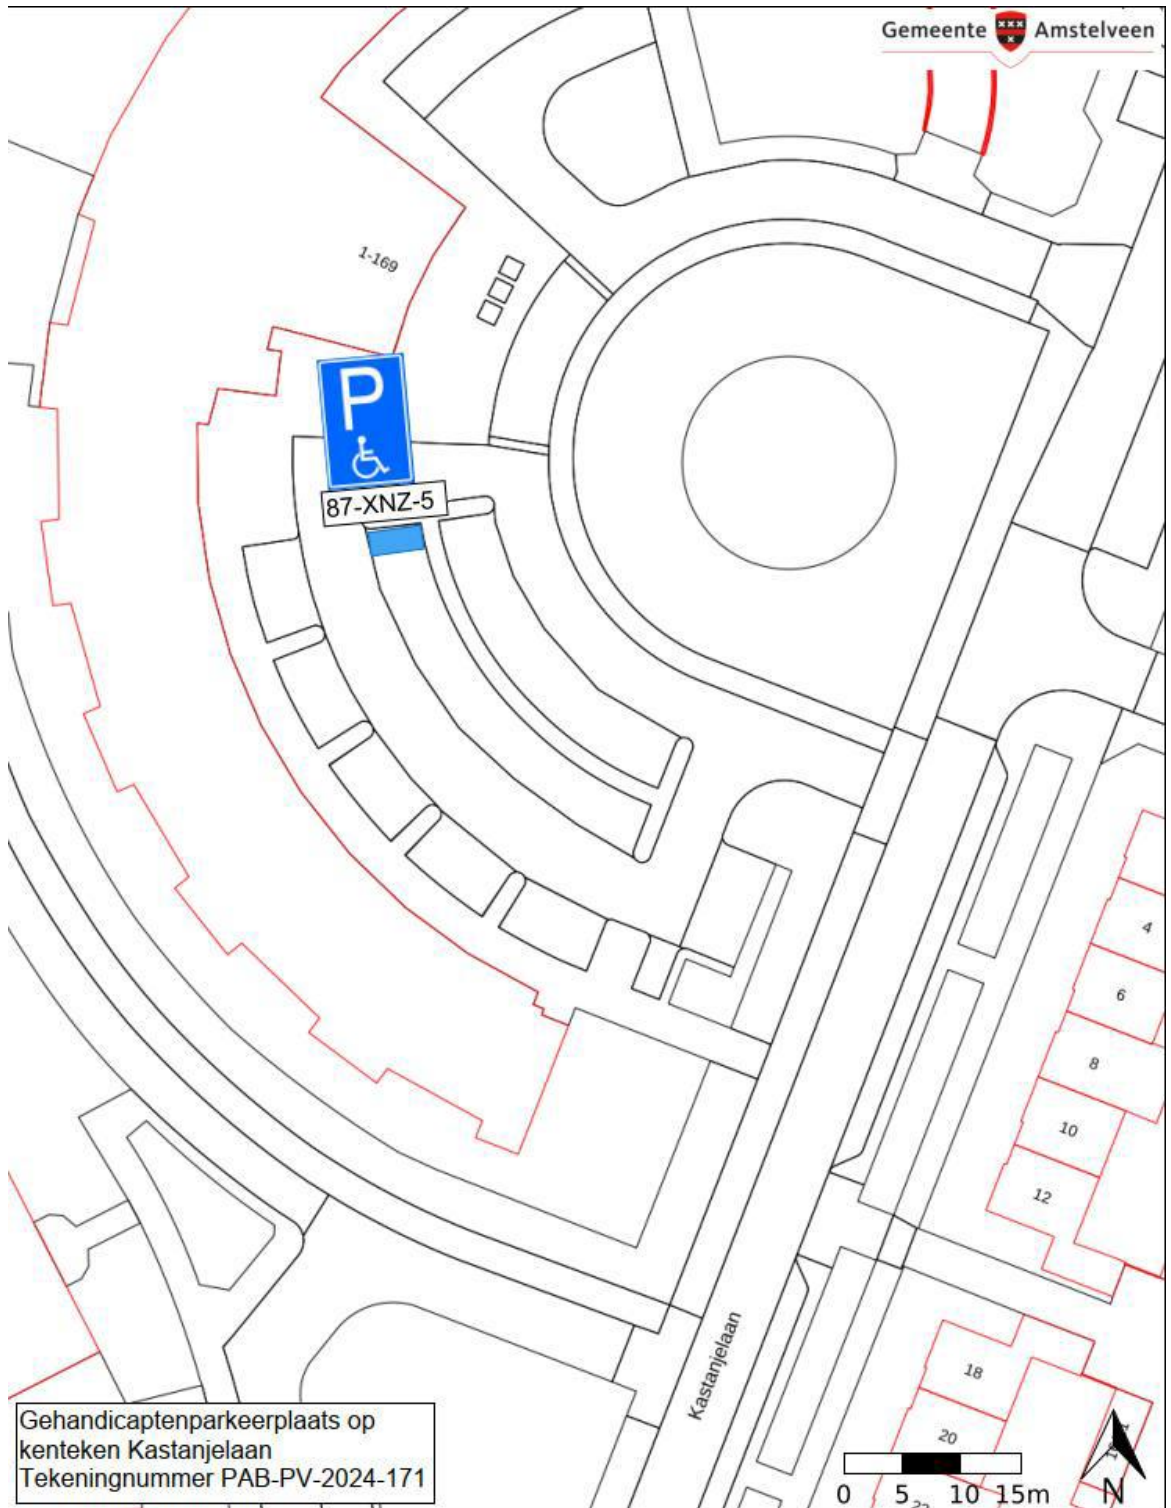 Gemeente Amstelveen
1-169
P
87-XNZ-5
4
6
8
10
12
Kastanjelaan
18
20
Gehandicaptenparkeerplaats op
kenteken Kastanjelaan
Tekeningnummer PAB-PV-2024-171
0 5 10 15m
N